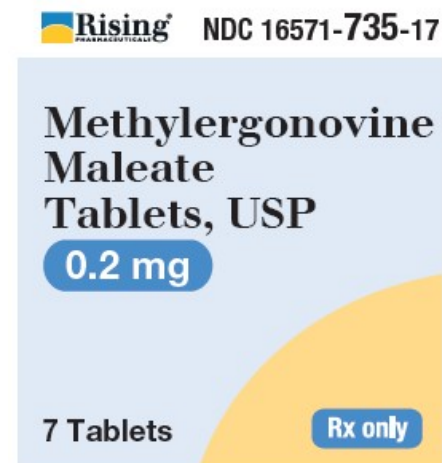 Rising® NDC 16571-735-17
PHARMACEUTICALS
Methylergonovine
Maleate
Tablets, USP
0.2 mg
7 Tablets Rx only